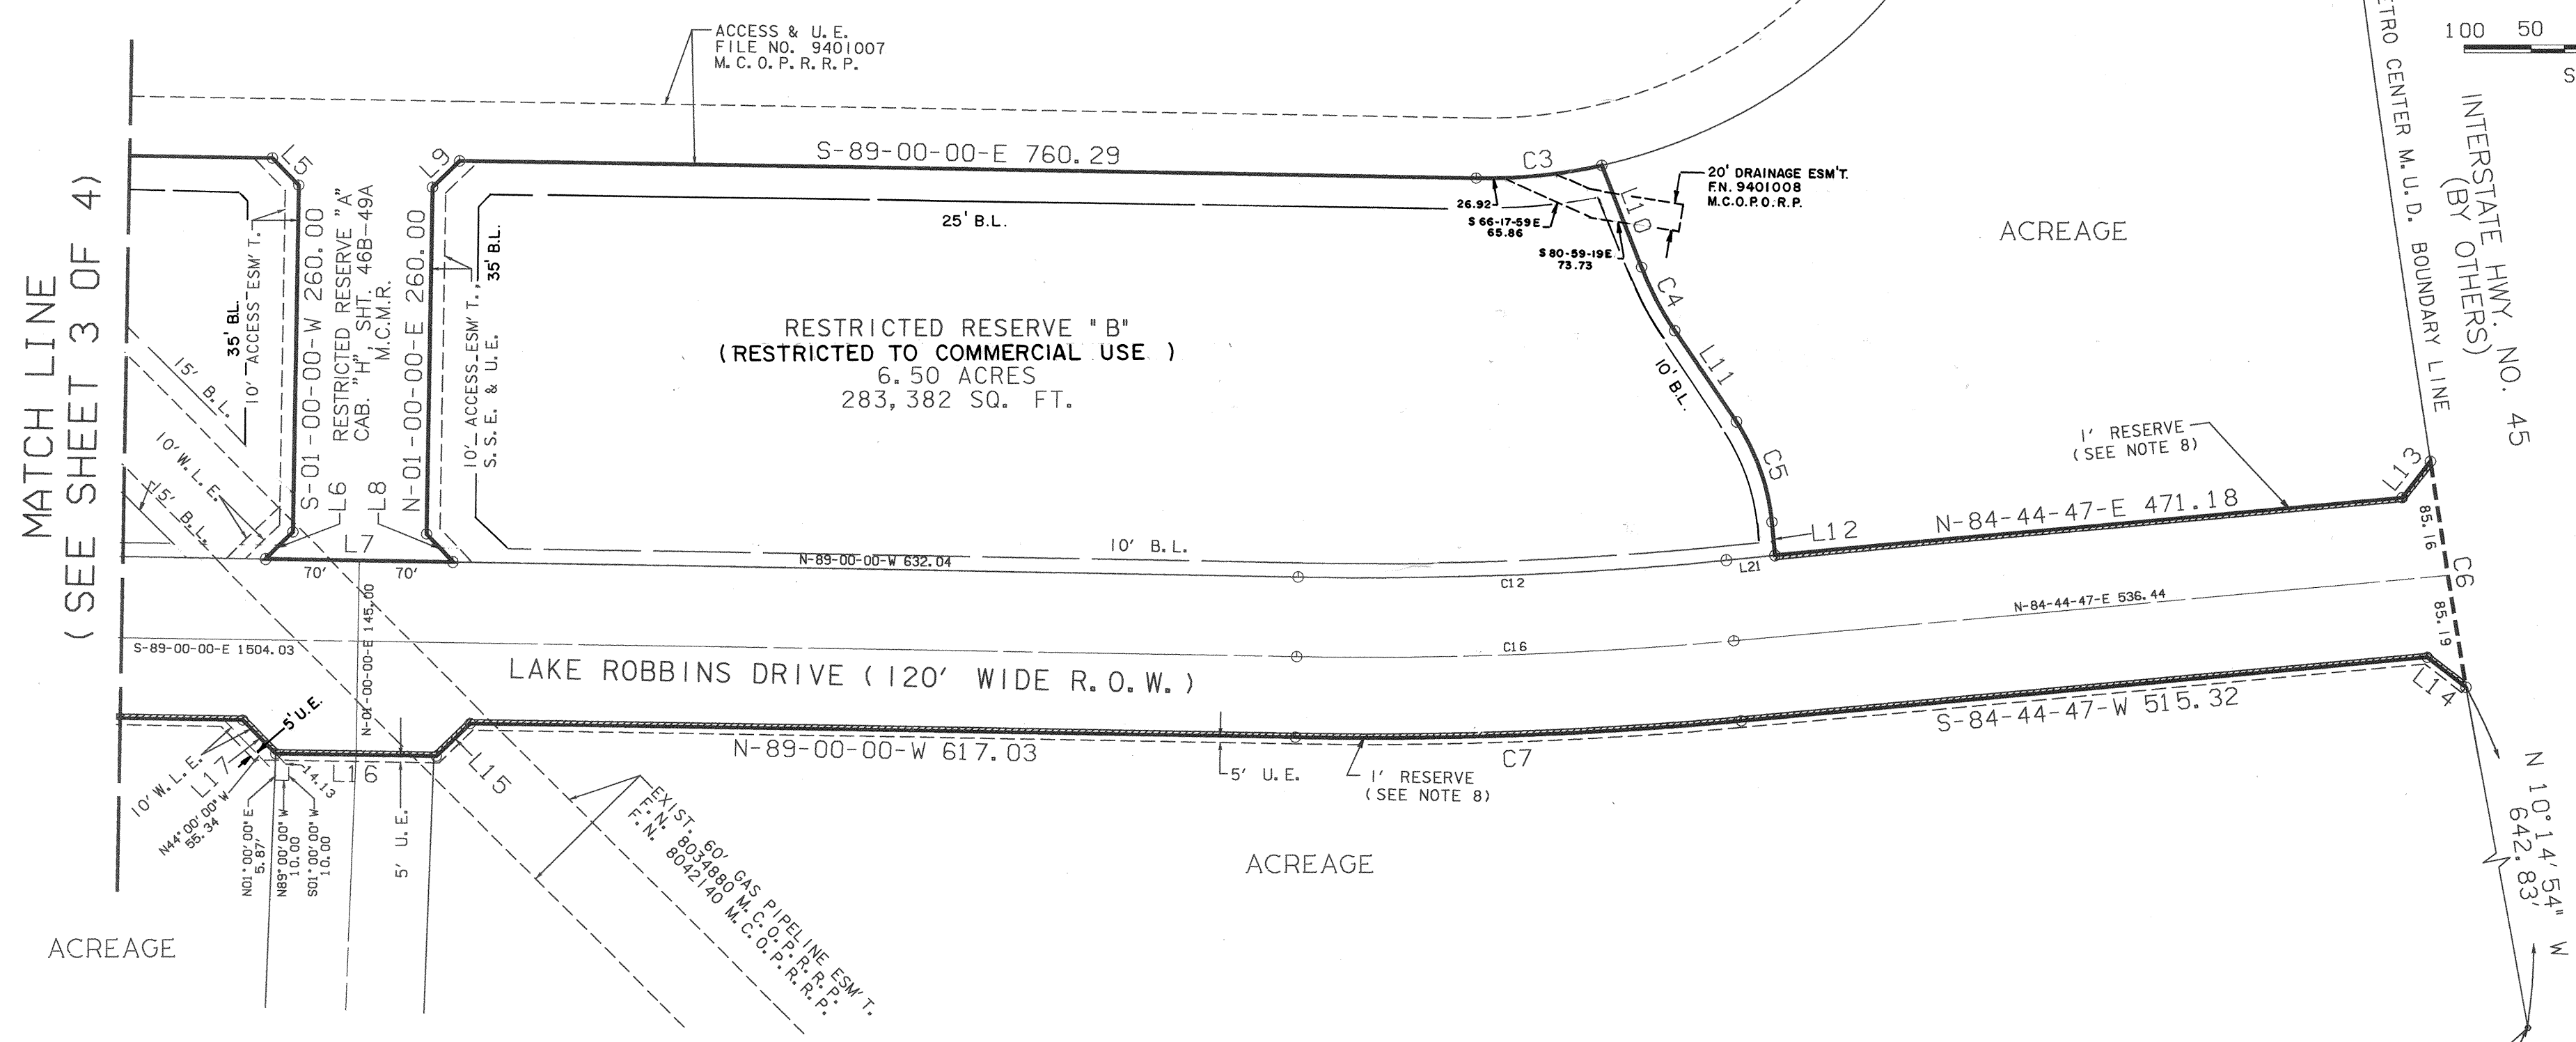 MATCH LINE
(SEE SHEET 3 OF 4)
ACCESS & U.E.
FILE NO. 9401007
M.C.O.P.R.R.P.
S-89-00-00-E 760.29
C3
L5
L9
35' B.L.
10' ACCESS ESM'T.
S-01-00-00-W 260.00
RESTRICTED RESERVE "A"
CAB. "H", SHT. 46B-49A
M.C.M.R.
N-01-00-00-E 260.00
10' ACCESS ESM'T.,
S.S.E. & U.E.
35' B.L.
25' B.L.
26.92
S 66-17-59 E
65.86
S 80-59-19 E
73.73
20' DRAINAGE ESM'T.
F.N. 9401008
M.C.O.P.O.R.P.
L10
C4
L11
10' B.L.
C5
L12
RESTRICTED RESERVE "B"
(RESTRICTED TO COMMERCIAL USE )
6.50 ACRES
283,382 SQ. FT.
ACREAGE
METRO CENTER M.U.D. BOUNDARY LINE
100 50
INTERSTATE HWY. NO. 45
(BY OTHERS)
1' RESERVE
(SEE NOTE 8)
L13
N-84-44-47-E 471.18
85.16
C6
85.19
N-84-44-47-E 536.44
15' B.L.
10' W.L.E.
15' B.L.
L6
L8
L7
70'
70'
N-89-00-00-W 632.04
10' B.L.
C12
L21
N-01-00-00-E 145.00
S-89-00-00-E 1504.03
C16
LAKE ROBBINS DRIVE (120' WIDE R.O.W.)
L14
S-84-44-47-W 515.32
5' U.E.
N-89-00-00-W 617.03
C7
5' U.E.
1' RESERVE
(SEE NOTE 8)
10' W.L.E.
L17
L16
14.13
L15
N44°00'00" W
55.34
N01°00'00" E
5.87'
N89°00'00" W
10.00
S01°00'00" W
10.00
5' U.E.
EXIST. 60' GAS PIPELINE ESM'T.
F.N. 8034880 M.C.O.P.R.R.P.
F.N. 8042140 M.C.O.P.R.R.P.
ACREAGE
ACREAGE
N 10°14'54" W
642.83'